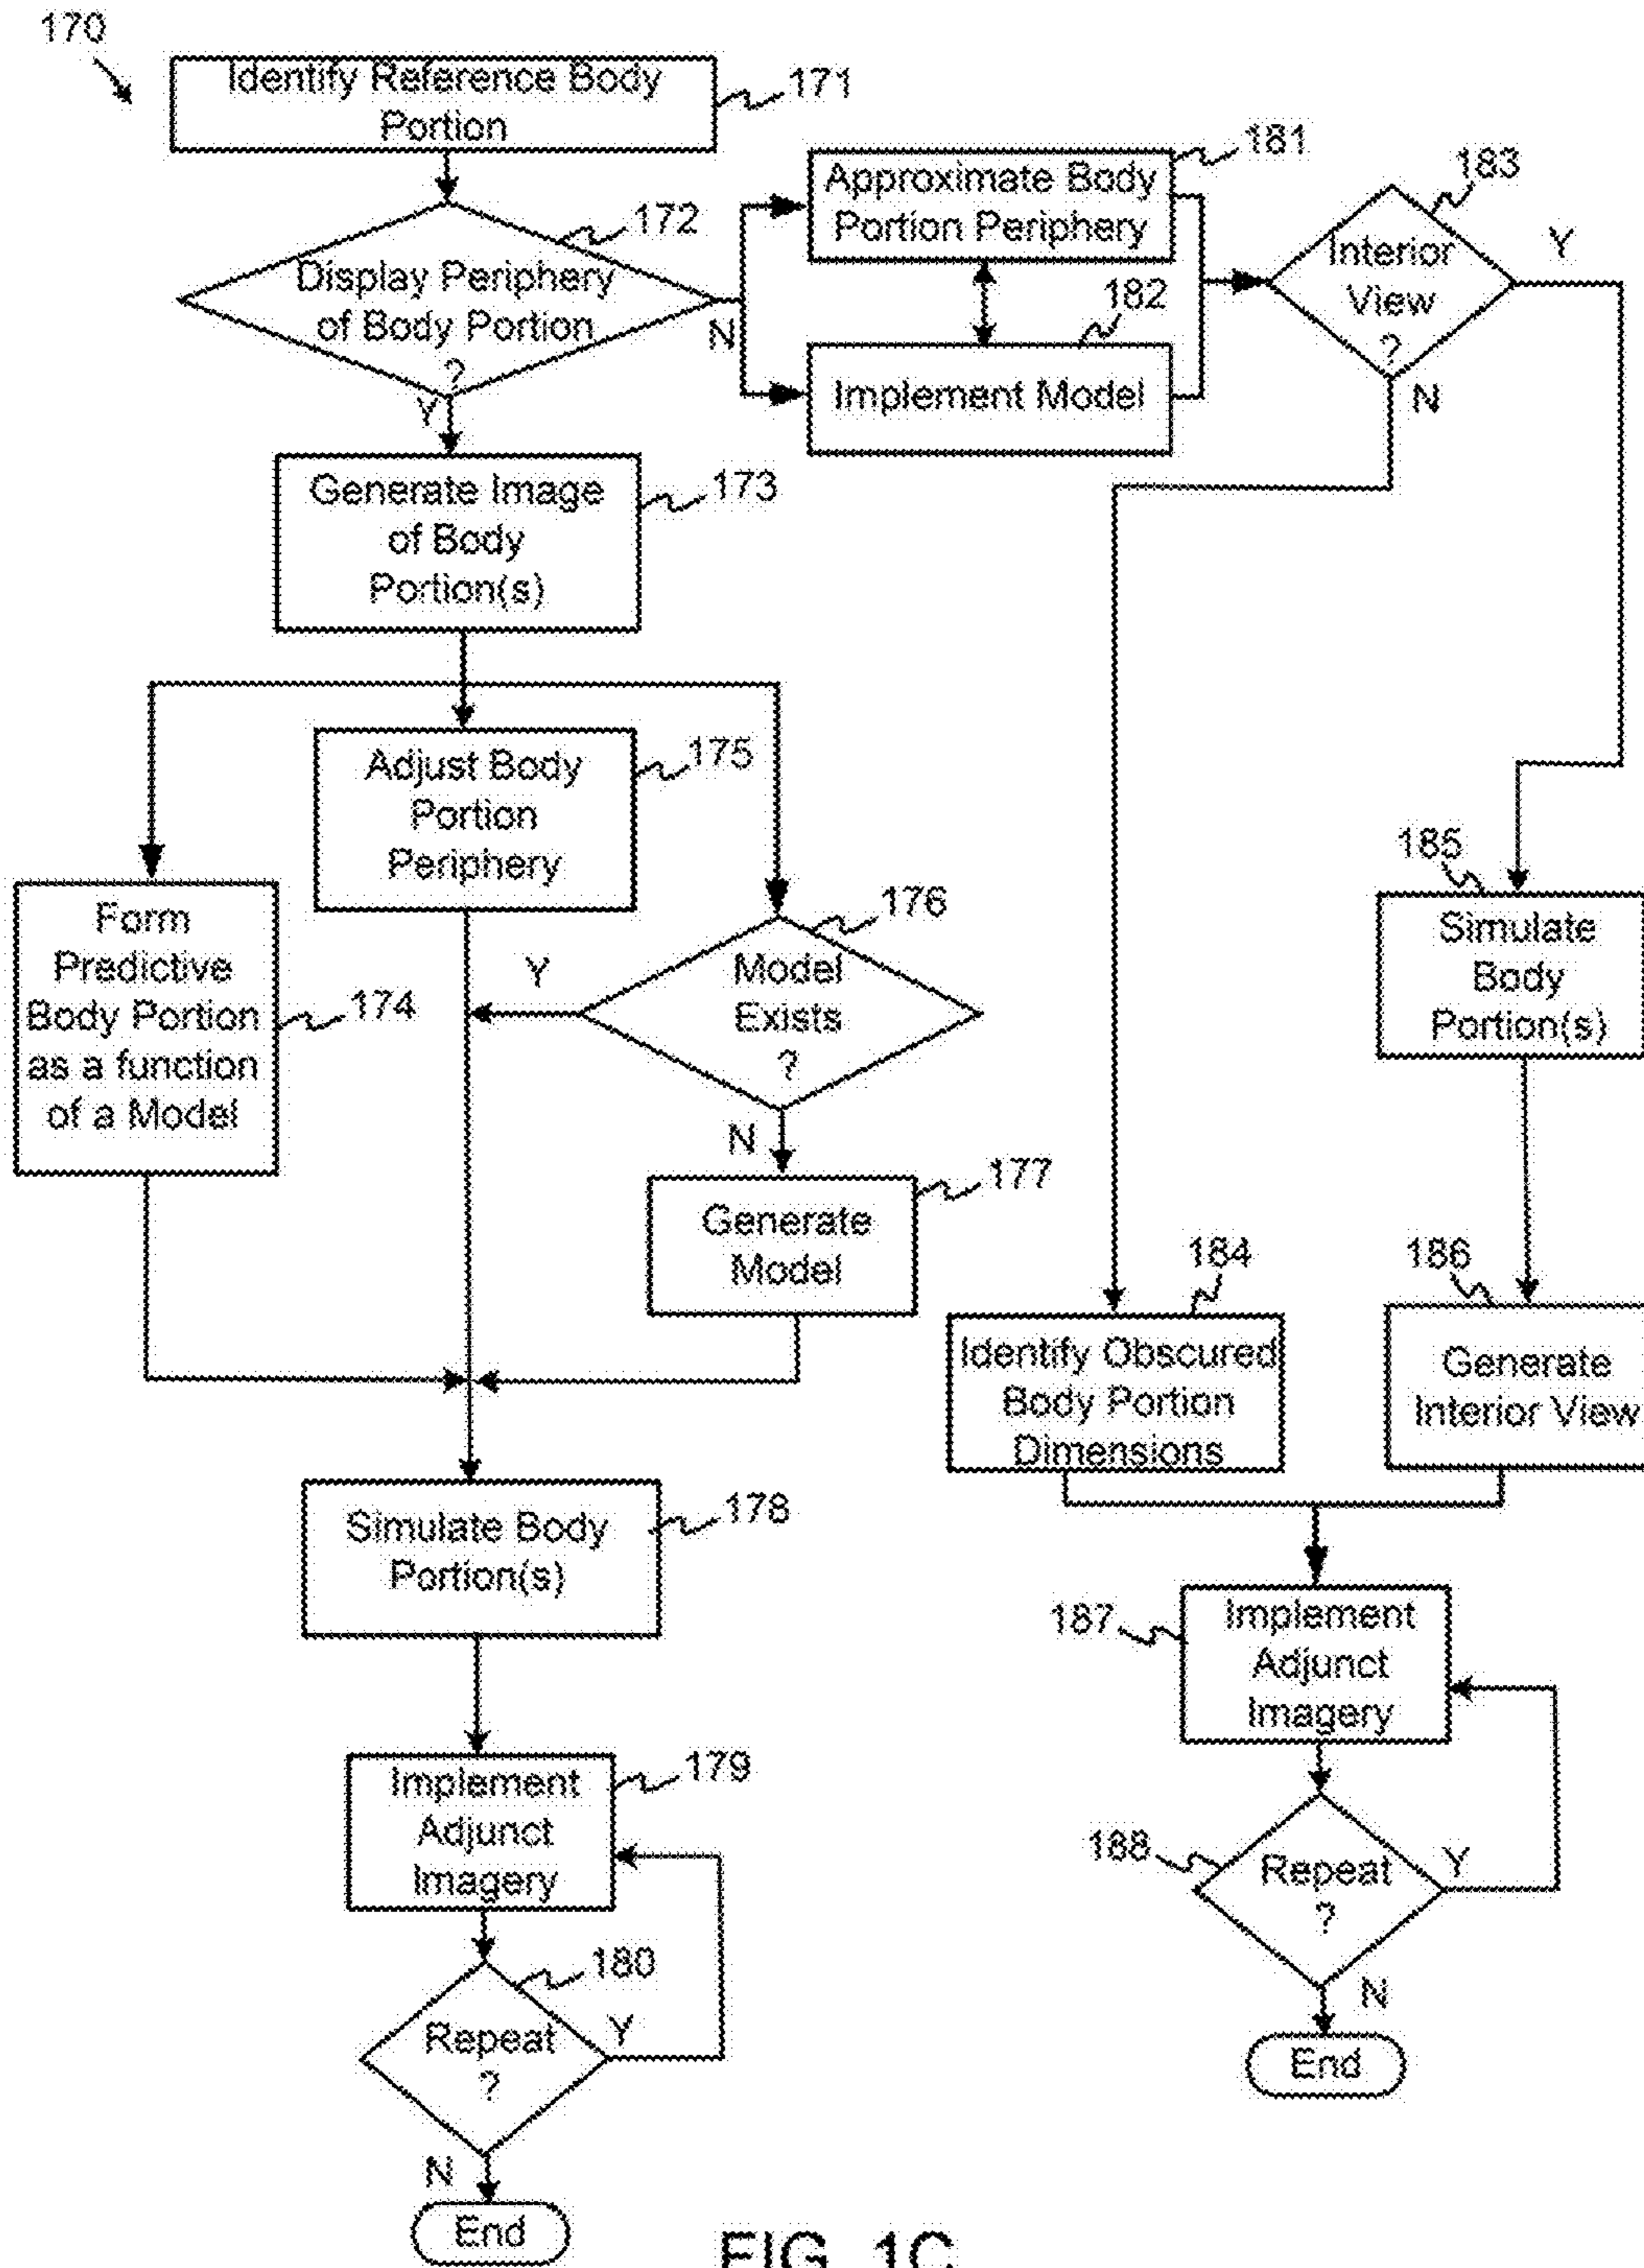 170
Identify Reference Body
Portion
171
172
Display Periphery
of Body Portion
?
N
Y
181
Approximate Body
Portion Periphery
182
Implement Model
183
Interior
View
?
Y
N
Generate Image
of Body
Portion(s)
173
Adjust Body
Portion
Periphery
175
Form
Predictive
Body Portion
as a function
of a Model
174
176
Model
Exists
?
Y
N
177
Generate
Model
185
Simulate
Body
Portion(s)
184
Identify Obscured
Body Portion
Dimensions
186
Generate
Interior View
178
Simulate Body
Portion(s)
187
Implement
Adjunct
Imagery
179
Implement
Adjunct
Imagery
188
Repeat
?
Y
N
End
180
Repeat
?
Y
N
End
FIG. 1C